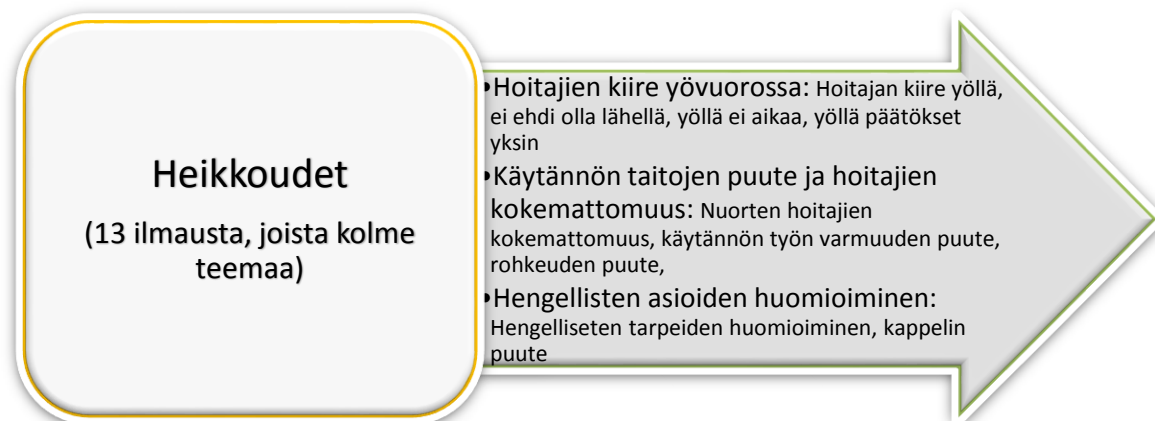 Heikkoudet
(13 ilmausta, joista kolme
teemaa)
•Hoitajien kiire yövuorossa: Hoitajan kiire yöllä,
ei ehdi olla lähellä, yöllä ei aikaa, yöllä päätökset
yksin
•Käytännön taitojen puute ja hoitajien
kokemattomuus: Nuorten hoitajien
kokemattomuus, käytännön työn varmuuden puute,
rohkeuden puute,
•Hengellisten asioiden huomioiminen:
Hengelliseten tarpeiden huomioiminen, kappelin
puute